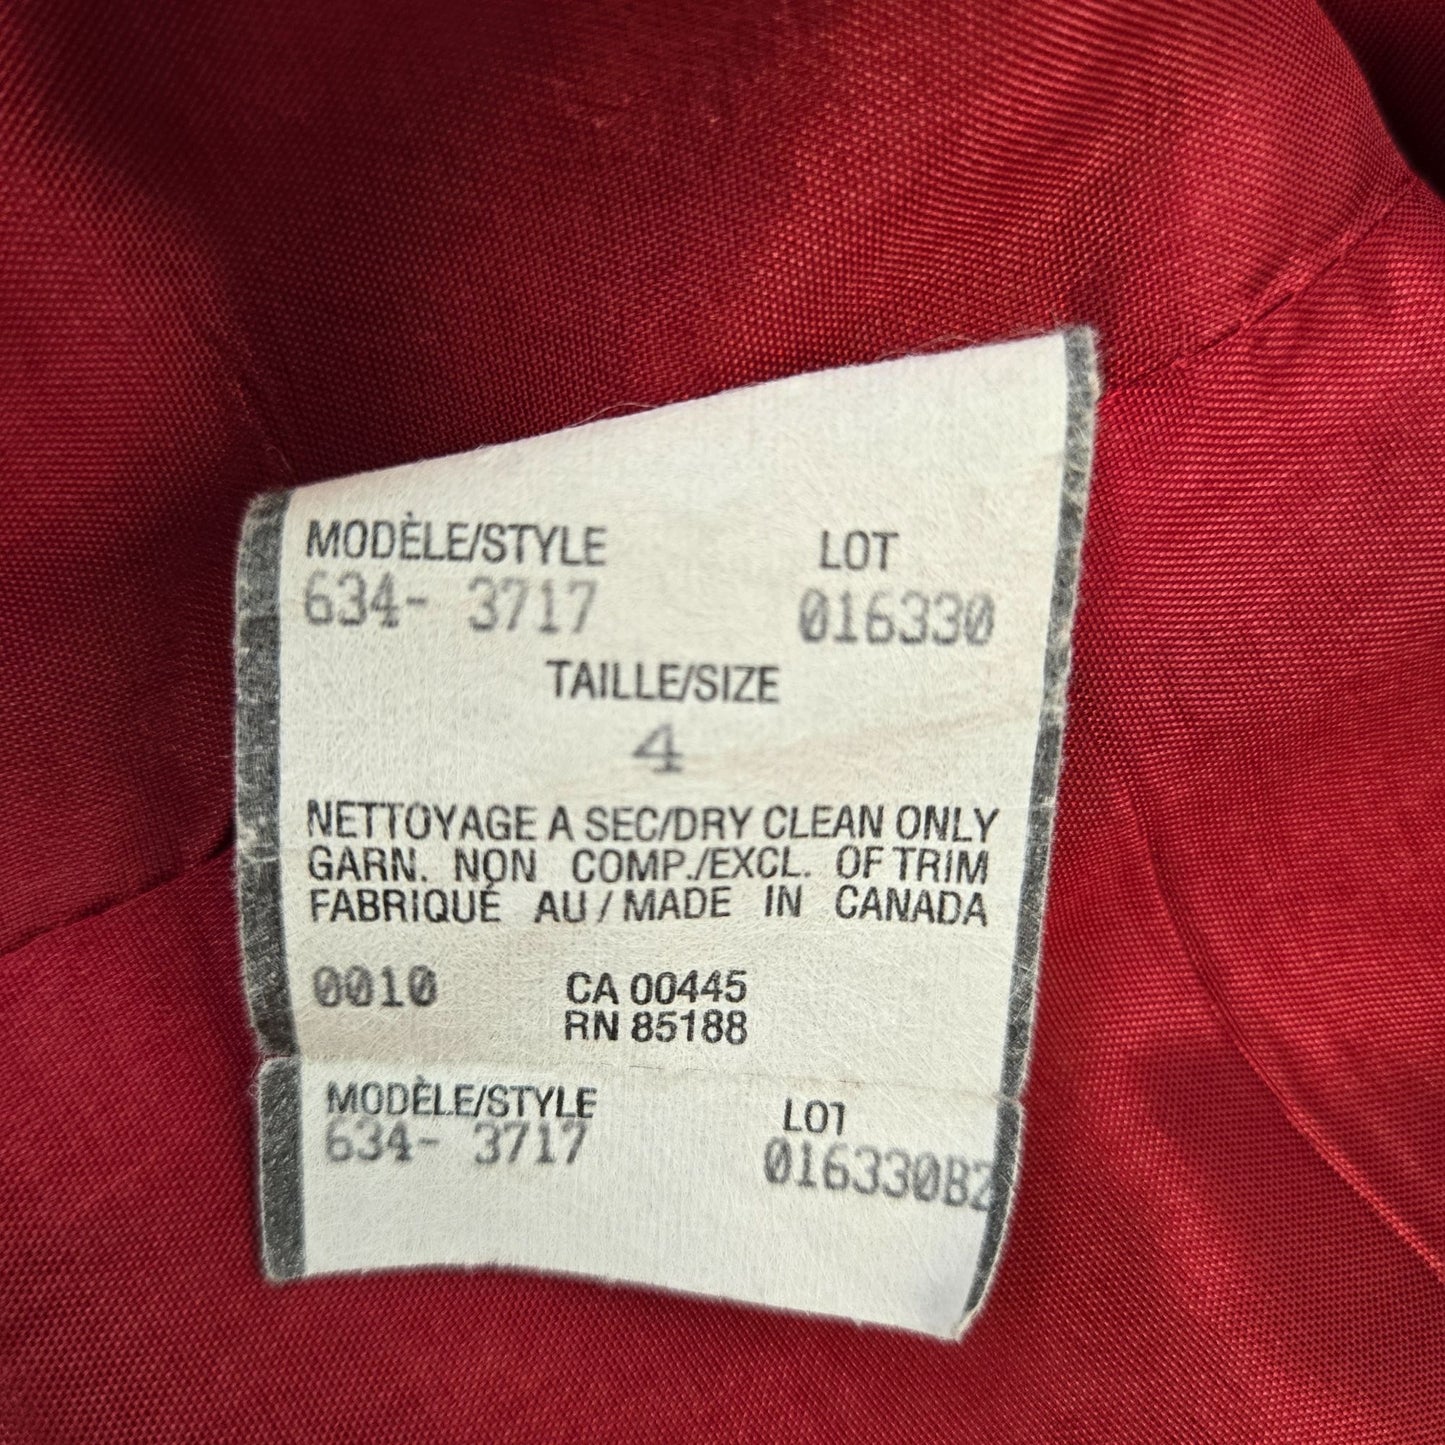 MODÈLE/STYLE LOT
634- 3717 016330
TAILLE/SIZE
4
NETTOYAGE A SEC/DRY CLEAN ONLY
GARN. NON COMP./EXCL. OF TRIM
FABRIQUÉ AU / MADE IN CANADA
0010 CA 00445
RN 85188
MODÈLE/STYLE LOT
634- 3717 016330B2